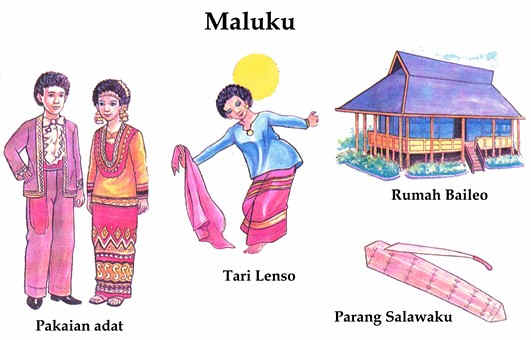 Maluku
Rumah Baileo
Tari Lenso
Parang Salawaku
Pakaian adat